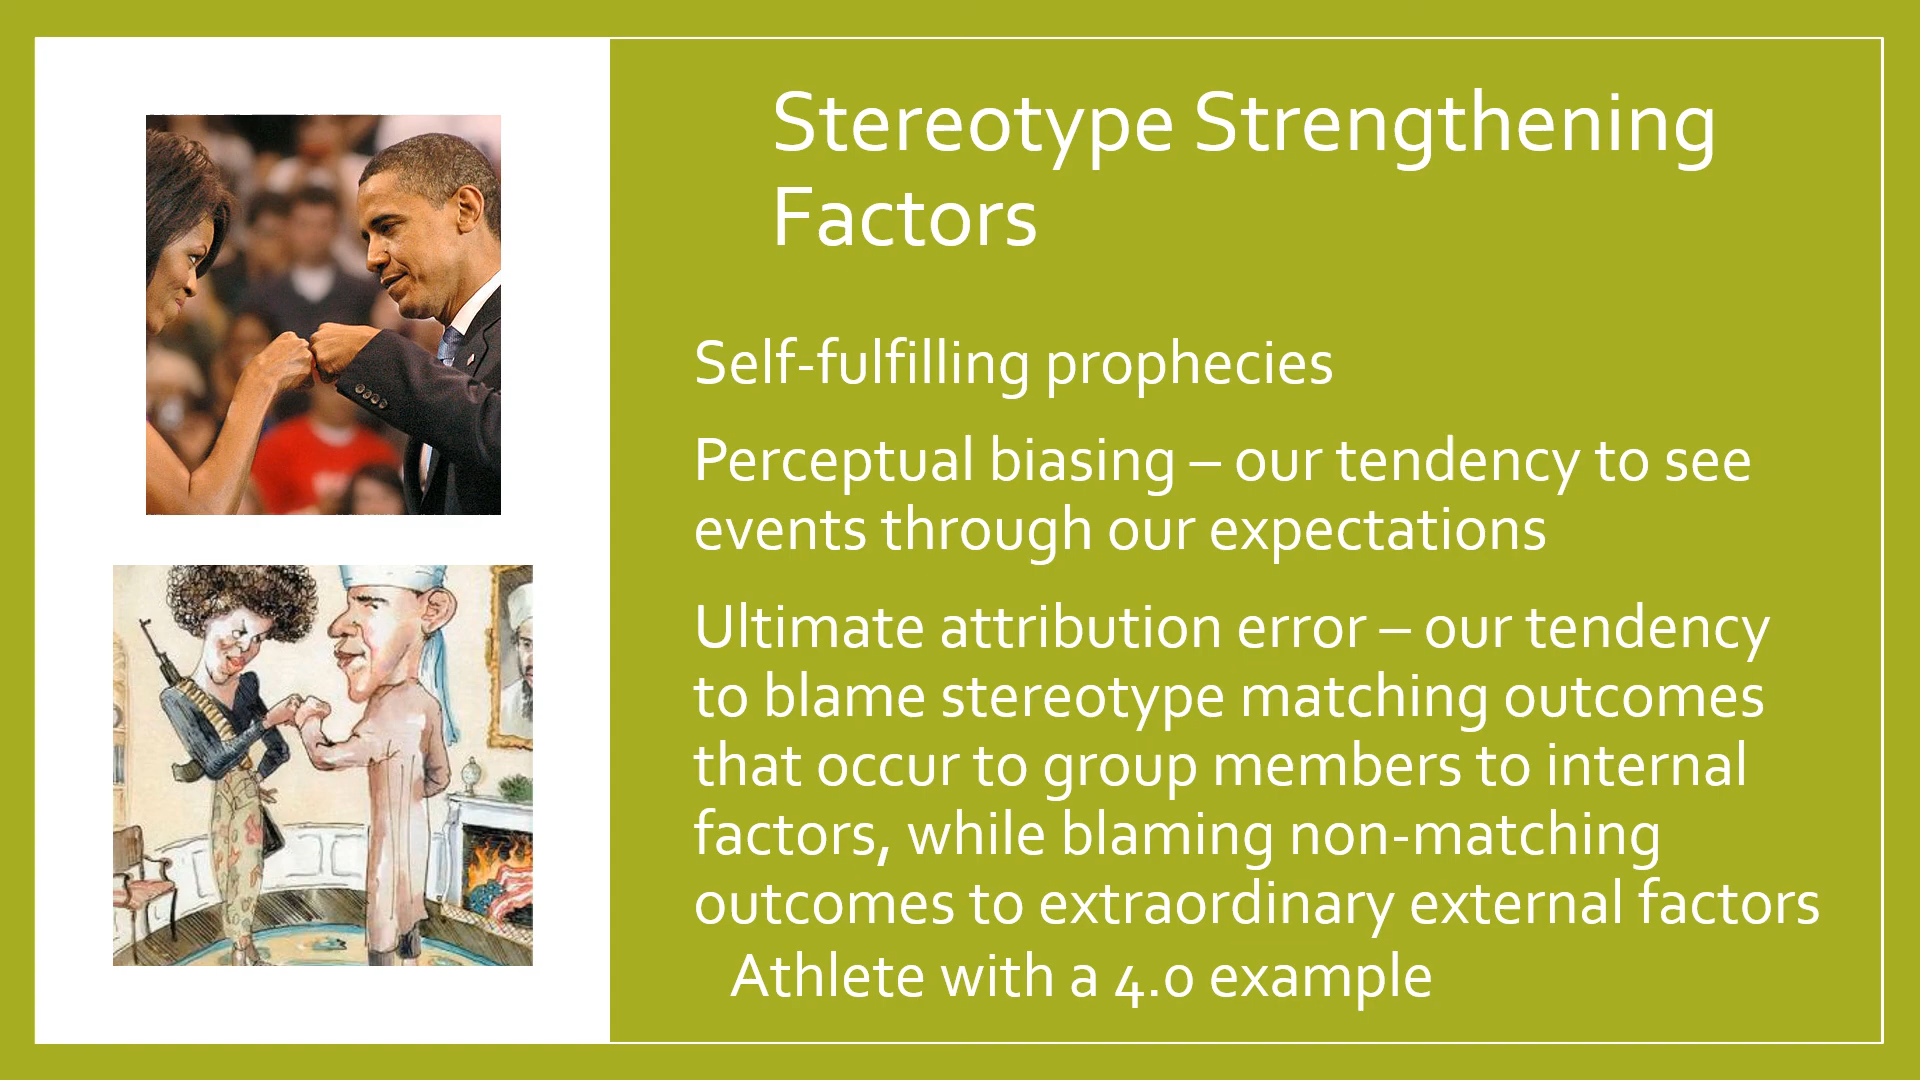 Stereotype Strengthening
Factors
Self-fulfilling prophecies
Perceptual biasing – our tendency to see
events through our expectations
Ultimate attribution error – our tendency
to blame stereotype matching outcomes
that occur to group members to internal
factors, while blaming non-matching
outcomes to extraordinary external factors
Athlete with a 4.0 example